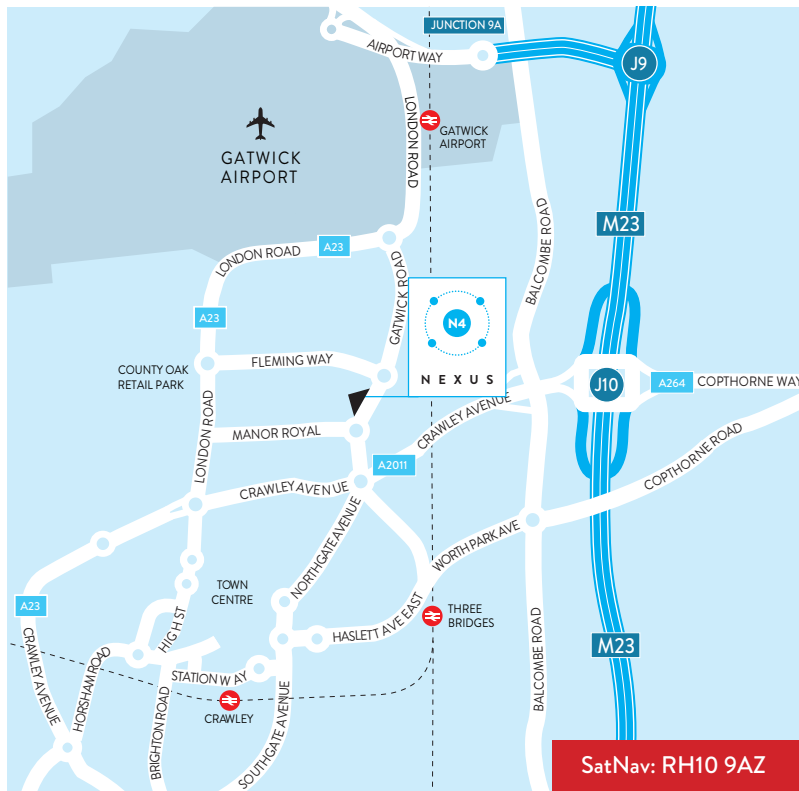 JUNCTION 9A
AIRPORT WAY
J9
LONDON ROAD
GATWICK
AIRPORT
GATWICK
AIRPORT
M23
BALCOMBE ROAD
LONDON ROAD
A23
GATWICK ROAD
A23
N4
NEXUS
FLEMING WAY
COUNTY OAK
RETAIL PARK
J10
A264
COPTHORNE WAY
LONDON ROAD
MANOR ROYAL
CRAWLEY AVENUE
A2011
COPTHORNE ROAD
CRAWLEY AVENUE
NORTHGATE AVENUE
WORTH PARK AVE
TOWN
CENTRE
A23
HIGH ST
HASLETT AVE EAST
THREE
BRIDGES
CRAWLEY AVENUE
HORSHAM ROAD
STATION WAY
BALCOMBE ROAD
M23
CRAWLEY
BRIGHTON ROAD
SOUTHGATE AVENUE
SatNav: RH10 9AZ